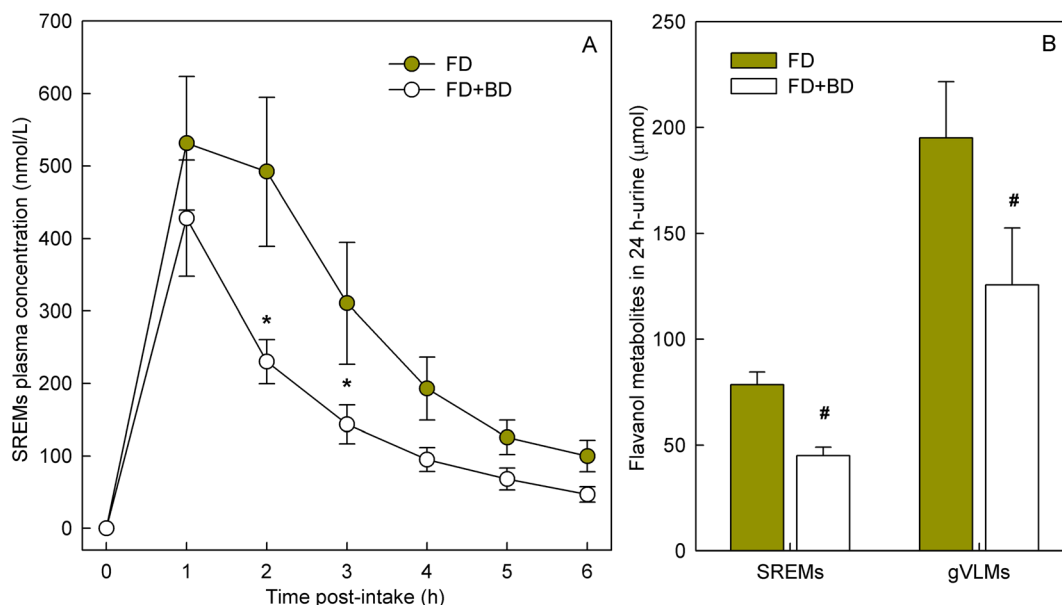 A
FD
FD+BD
SREMs plasma concentration (nmol/L)
700
600
500
400
300
200
100
0
*
*
0 1 2 3 4 5 6
Time post-intake (h)
B
FD
FD+BD
Flavanol metabolites in 24 h-urine (μmol)
250
200
150
100
50
0
#
#
SREMs gVLMs